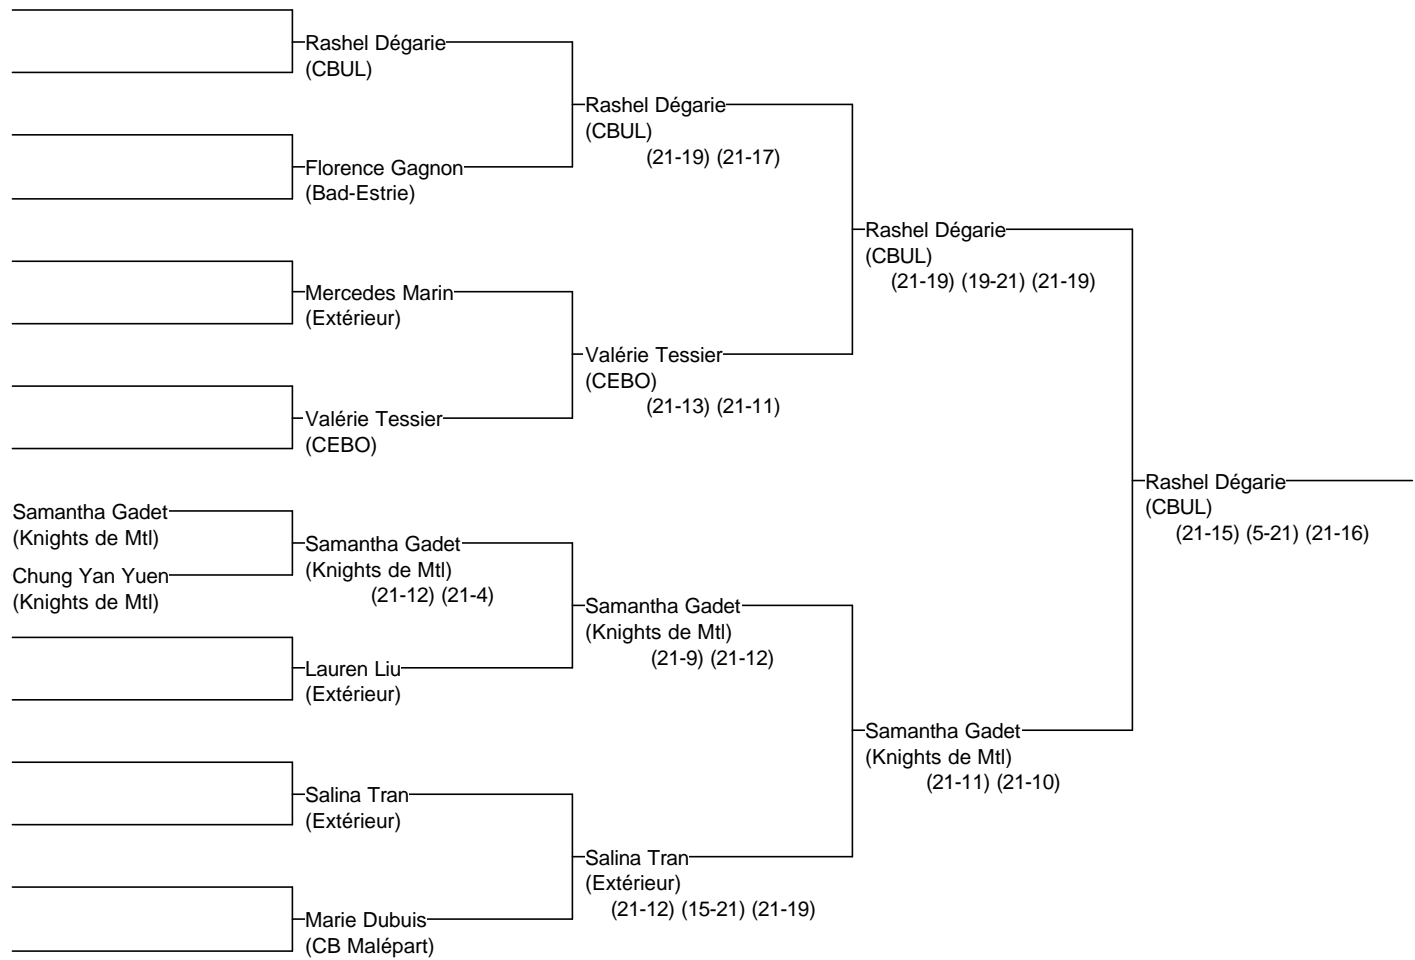 Rashel Dégarie
(CBUL)
Florence Gagnon
(Bad-Estrie)
Mercedes Marin
(Extérieur)
Valérie Tessier
(CEBO)
Samantha Gadet
(Knights de Mtl)
Chung Yan Yuen
(Knights de Mtl)
Samantha Gadet
(Knights de Mtl)
(21-12) (21-4)
Lauren Liu
(Extérieur)
Salina Tran
(Extérieur)
Marie Dubuis
(CB Malépart)
Rashel Dégarie
(CBUL)
(21-19) (21-17)
Valérie Tessier
(CEBO)
(21-13) (21-11)
Samantha Gadet
(Knights de Mtl)
(21-9) (21-12)
Salina Tran
(Extérieur)
(21-12) (15-21) (21-19)
Rashel Dégarie
(CBUL)
(21-19) (19-21) (21-19)
Samantha Gadet
(Knights de Mtl)
(21-11) (21-10)
Rashel Dégarie
(CBUL)
(21-15) (5-21) (21-16)